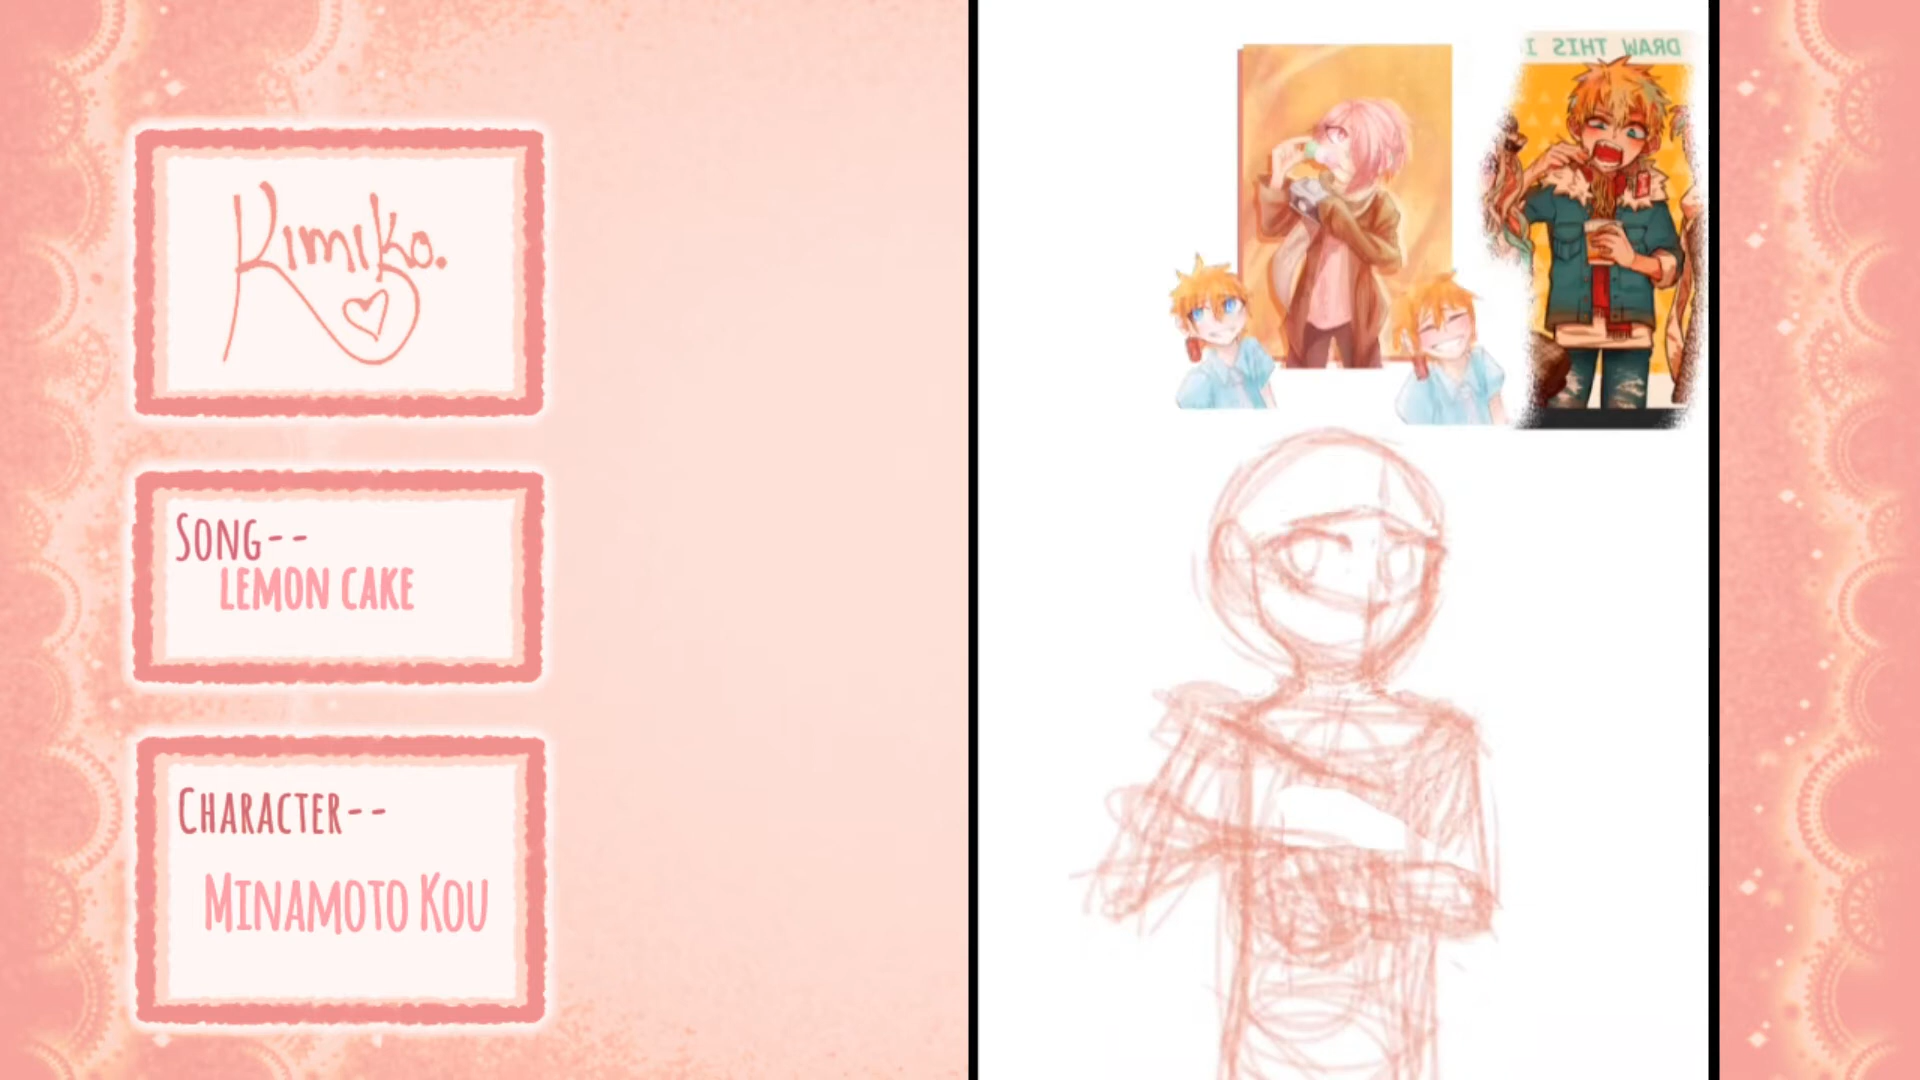 Kimiko.
SONG--
LEMON CAKE
CHARACTER--
MINAMOTO KOU
DRAW THIS I